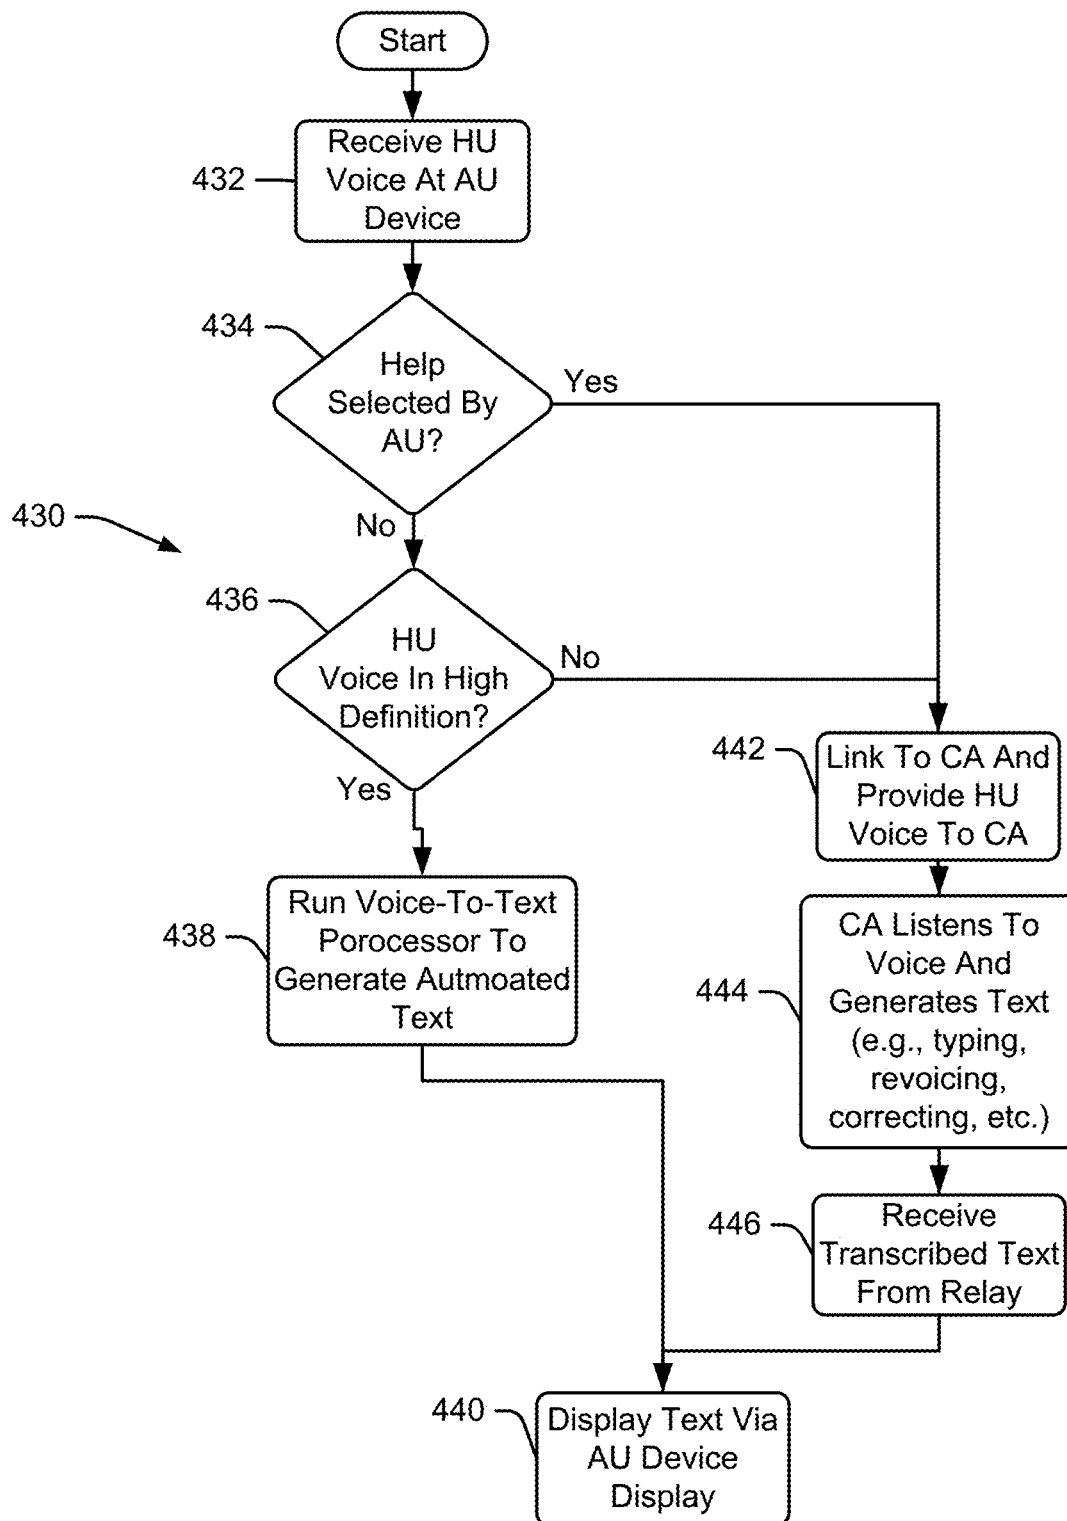 Start
Receive HU
Voice At AU
Device
432
434
Help
Selected By
AU?
Yes
No
430
436
HU
Voice In High
Definition?
No
Yes
442
Link To CA And
Provide HU
Voice To CA
438
Run Voice-To-Text
Porocessor To
Generate Autmoated
Text
444
CA Listens To
Voice And
Generates Text
(e.g., typing,
revoicing,
correcting, etc.)
446
Receive
Transcribed Text
From Relay
440
Display Text Via
AU Device
Display